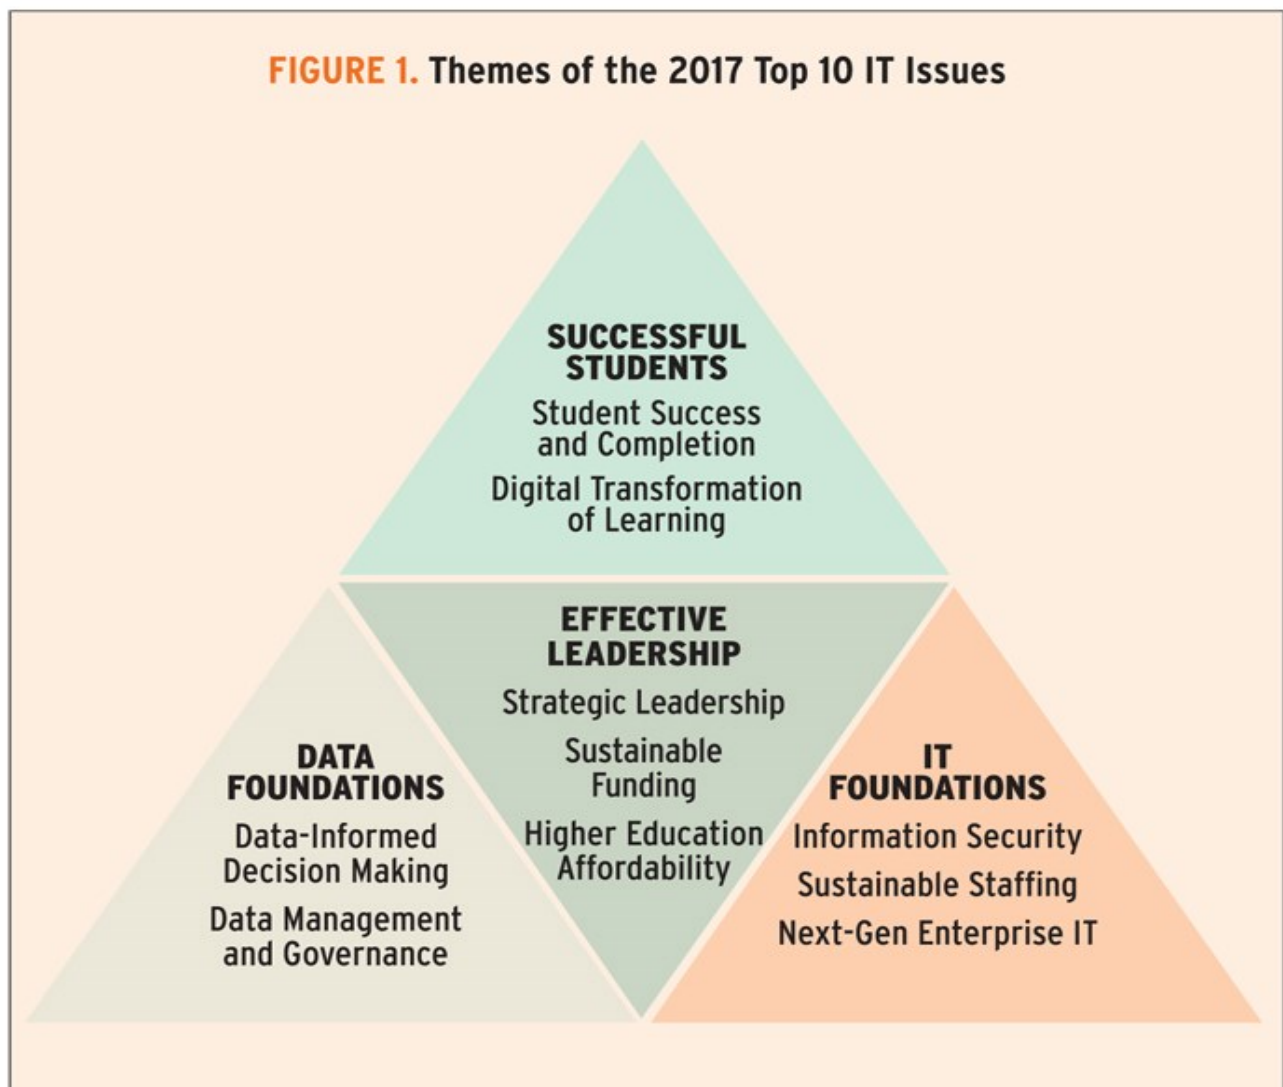 FIGURE 1. Themes of the 2017 Top 10 IT Issues
SUCCESSFUL
STUDENTS
Student Success
and Completion
Digital Transformation
of Learning
EFFECTIVE
LEADERSHIP
Strategic Leadership
Sustainable
Funding
Higher Education
Affordability
DATA
FOUNDATIONS
Data-Informed
Decision Making
Data Management
and Governance
IT
FOUNDATIONS
Information Security
Sustainable Staffing
Next-Gen Enterprise IT